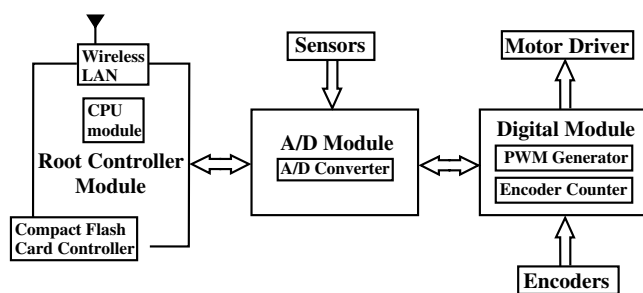 Wireless
LAN
CPU
module
Root Controller
Module
Compact Flash
Card Controller
Sensors
A/D Module
A/D Converter
Motor Driver
Digital Module
PWM Generator
Encoder Counter
Encoders